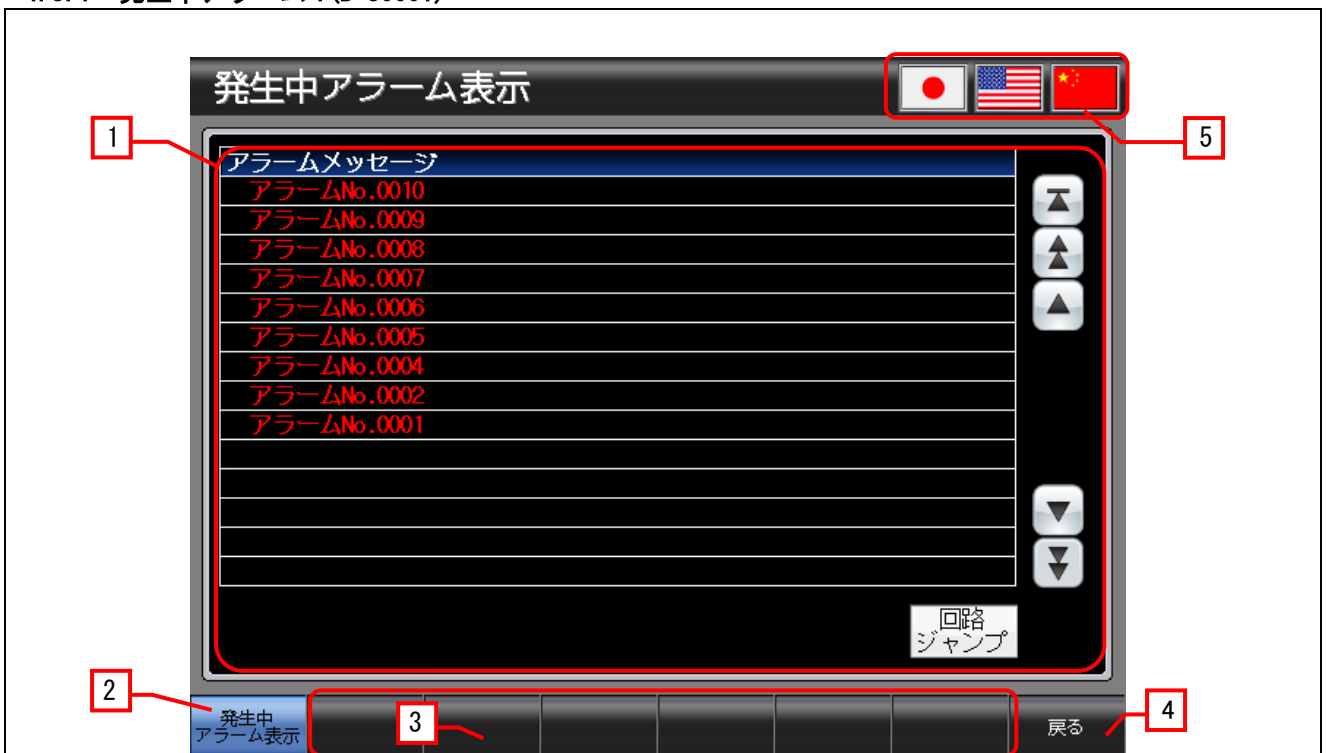 発生中アラーム表示
1
5
アラームメッセージ
アラームNo.0010
アラームNo.0009
アラームNo.0008
アラームNo.0007
アラームNo.0006
アラームNo.0005
アラームNo.0004
アラームNo.0002
アラームNo.0001
回路
ジャンプ
2
発生中
アラーム表示
3
戻る
4